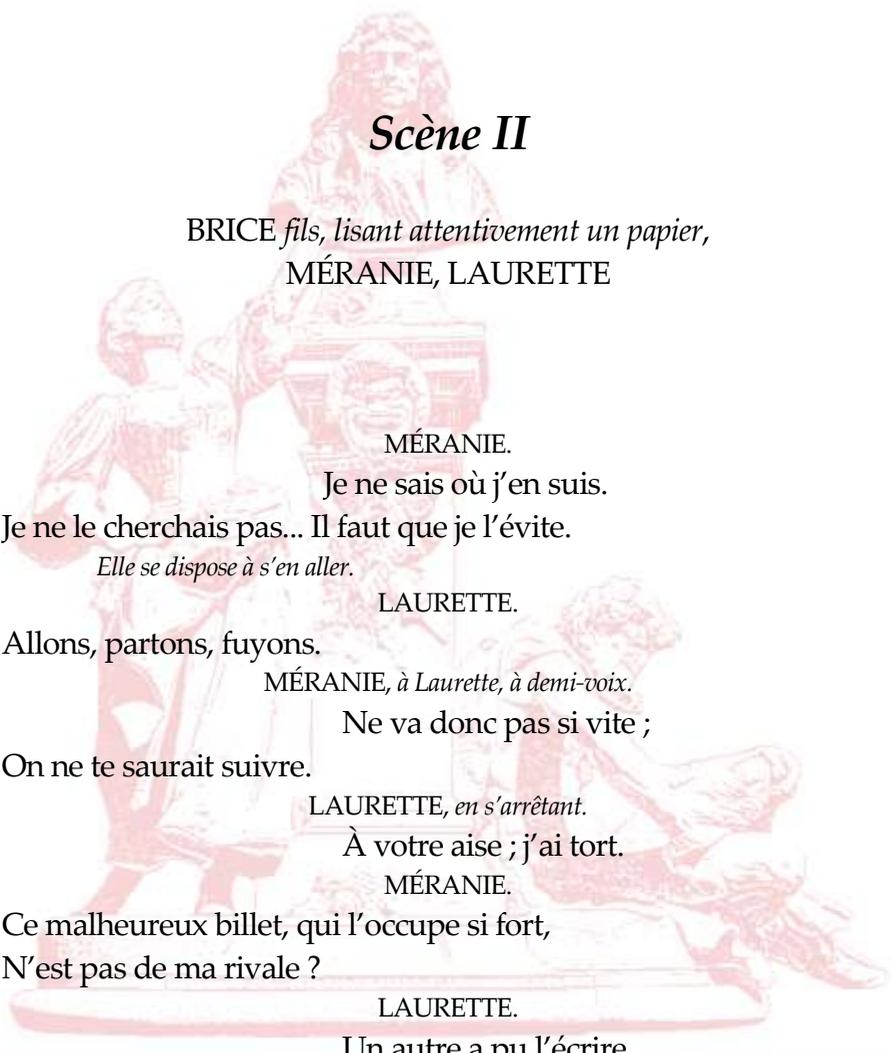 Scène II
BRICE fils, lisant attentivement un papier,
MÉRANIE, LAURETTE
MÉRANIE.
Je ne sais où j’en suis.
Je ne le cherchais pas... Il faut que je l’évite.
Elle se dispose à s’en aller.
LAURETTE.
Allons, partons, fuyons.
MÉRANIE, à Laurette, à demi-voix.
Ne va donc pas si vite ;
On ne te saurait suivre.
LAURETTE, en s’arrêtant.
À votre aise ; j’ai tort.
MÉRANIE.
Ce malheureux billet, qui l’occupe si fort,
N’est pas de ma rivale ?
LAURETTE.
Un autre a pu l’écrire